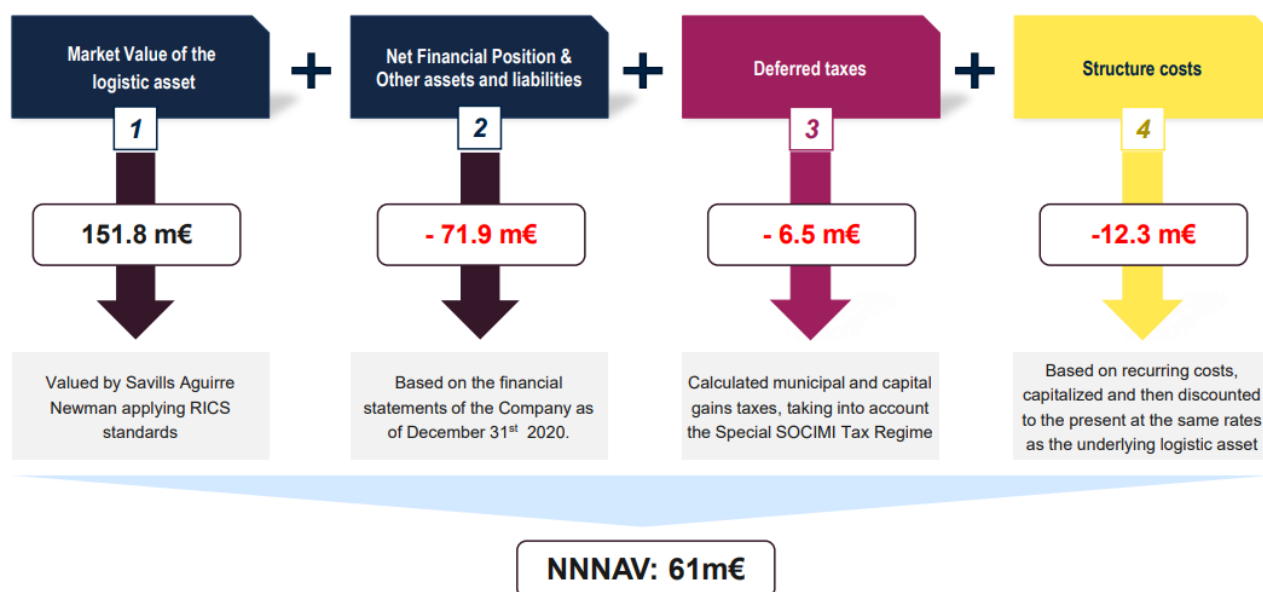 Market Value of the
logistic asset
+
Net Financial Position &
Other assets and liabilities
+
Deferred taxes
+
Structure costs
1
2
3
4
151.8 m€
- 71.9 m€
- 6.5 m€
-12.3 m€
Valued by Savills Aguirre
Newman applying RICS
standards
Based on the financial
statements of the Company as
of December 31st 2020.
Calculated municipal and capital
gains taxes, taking into account
the Special SOCIMI Tax Regime
Based on recurring costs,
capitalized and then discounted
to the present at the same rates
as the underlying logistic asset
NNNAV: 61m€